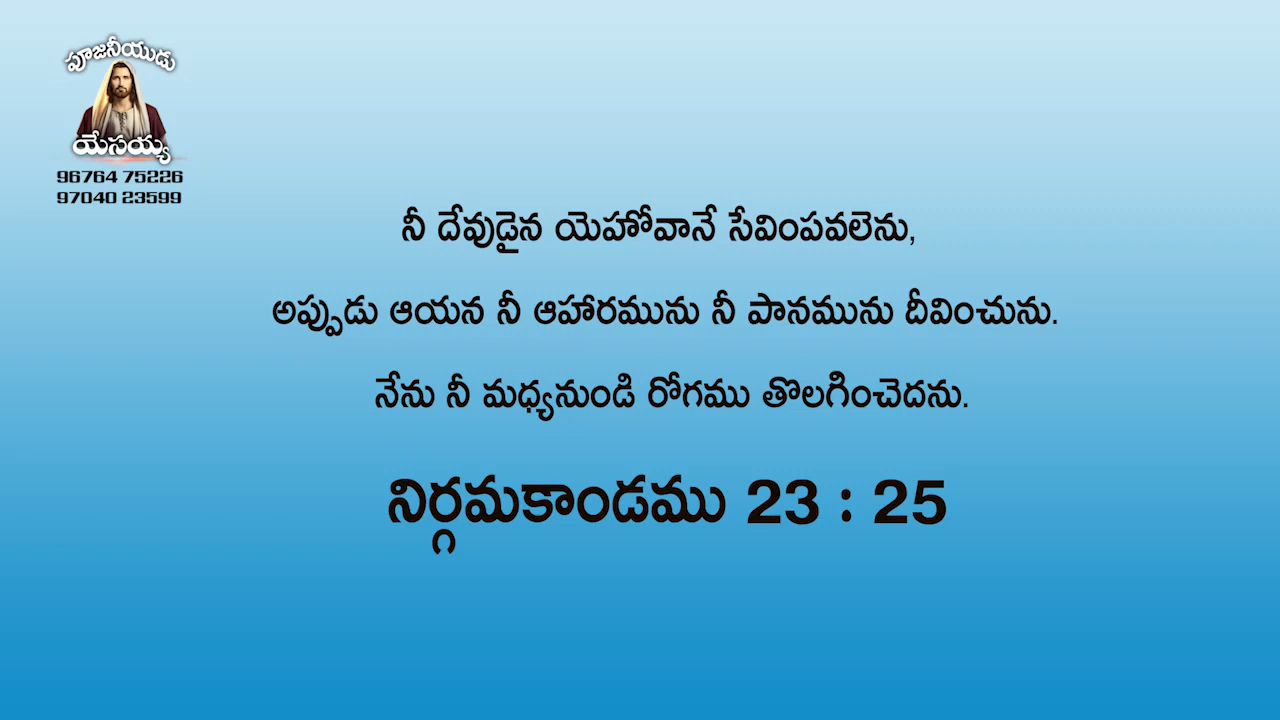 పూజనీయుడు
యేసయ్య
96764 75226
97040 23599
నీ దేవుడైన యెహోవానే సేవింపవలెను,
అప్పుడు ఆయన నీ ఆహారమును నీ పానమును దీవించును.
నేను నీ మధ్యనుండి రోగము తొలగించెదను.
నిర్గమకాండము 23 : 25